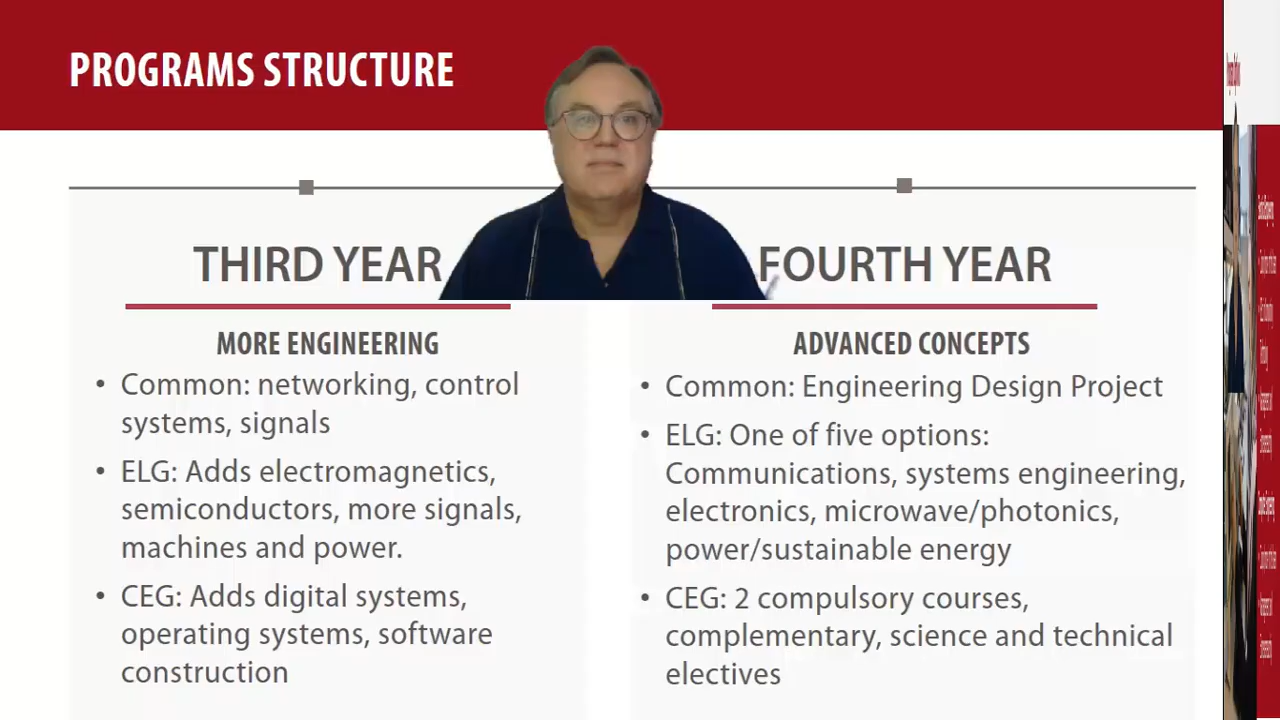 PROGRAMS STRUCTURE
THIRD YEAR
MORE ENGINEERING
• Common: networking, control
systems, signals
• ELG: Adds electromagnetics,
semiconductors, more signals,
machines and power.
• CEG: Adds digital systems,
operating systems, software
construction
FOURTH YEAR
ADVANCED CONCEPTS
• Common: Engineering Design Project
• ELG: One of five options:
Communications, systems engineering,
electronics, microwave/photonics,
power/sustainable energy
• CEG: 2 compulsory courses,
complementary, science and technical
electives